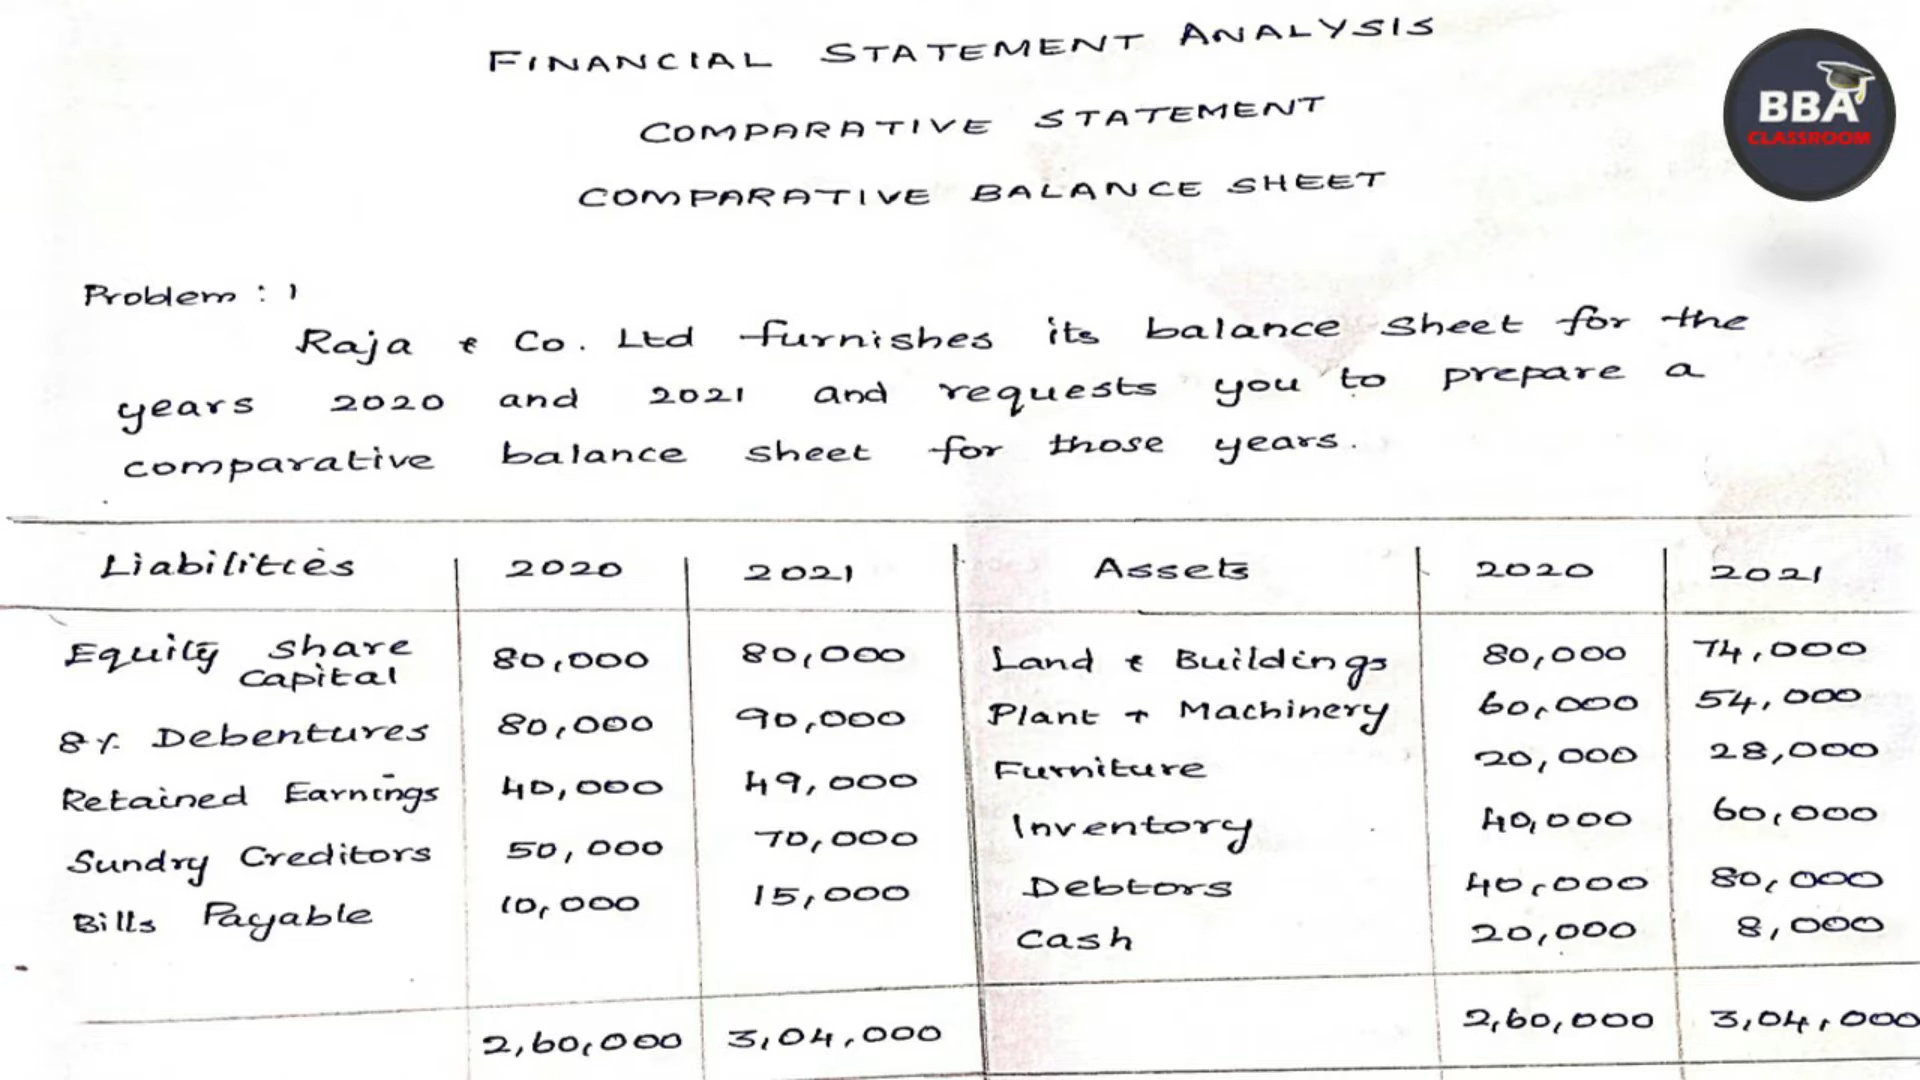 FINANCIAL STATEMENT ANALYSIS
COMPARATIVE STATEMENT
COMPARATIVE BALANCE SHEET
BBA
CLASSROOM
Problem : 1
Raja & Co. Ltd furnishes its balance sheet for the
years 2020 and 2021 and requests you to prepare a
comparative balance sheet for those years.
Liabilities 2020 2021 Assets 2020 2021
Equity share
capital 80,000 80,000 Land & Buildings 80,000 74,000
8% Debentures 80,000 90,000 Plant + Machinery 60,000 54,000
Retained Earnings 40,000 49,000 Furniture 20,000 28,000
Sundry Creditors 50,000 70,000 Inventory 40,000 60,000
Bills Payable 10,000 15,000 Debtors 40,000 80,000
Cash 20,000 8,000
2,60,000 3,04,000 2,60,000 3,04,000